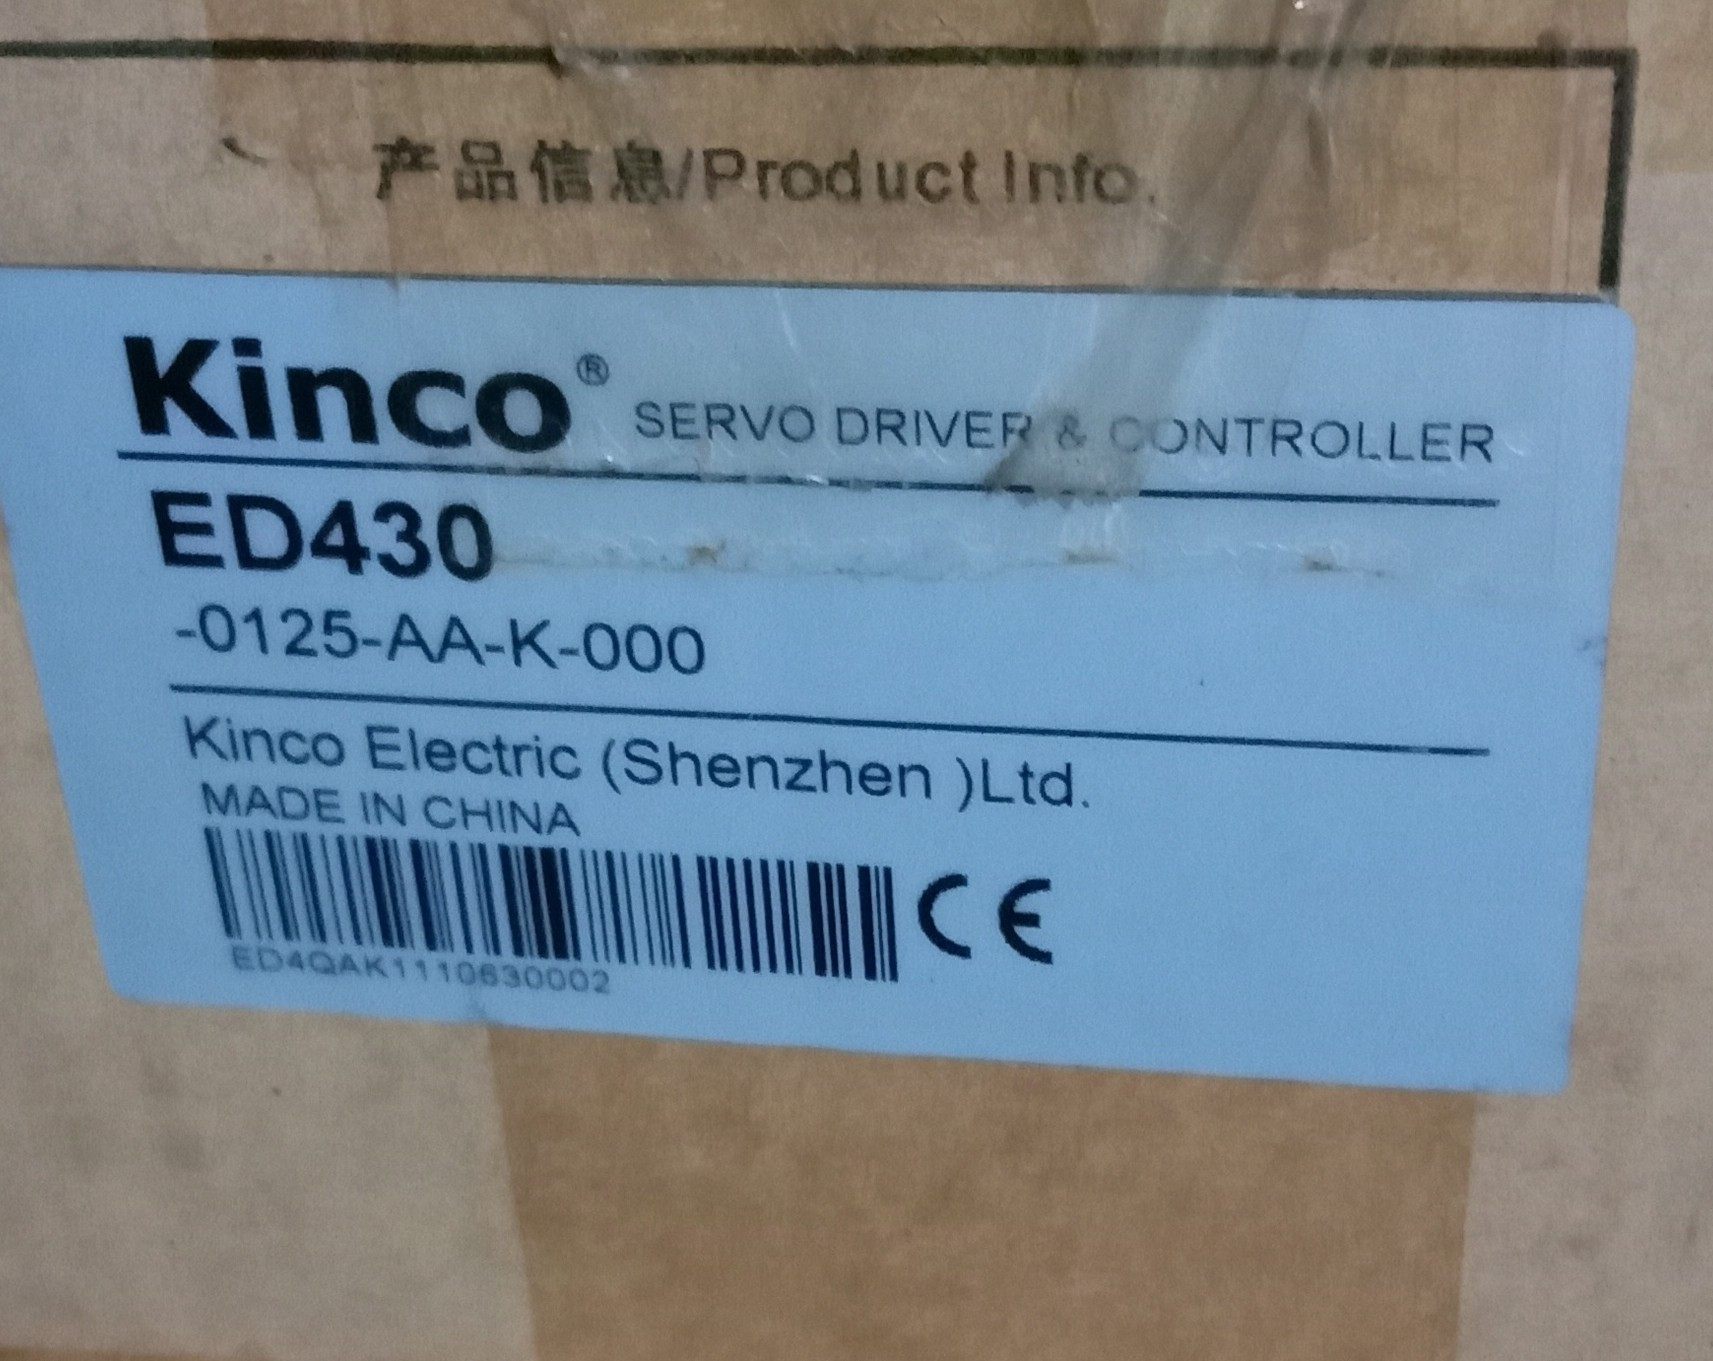 产品信息/Product Info.
Kinco® SERVO DRIVER & CONTROLLER
ED430
-0125-AA-K-000
Kinco Electric (Shenzhen )Ltd.
MADE IN CHINA
CE
ED4QAK1110630002